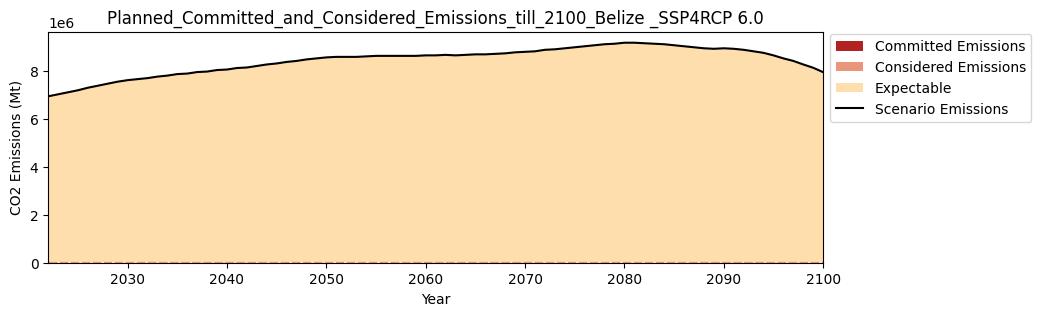 Planned_Committed_and_Considered_Emissions_till_2100_Belize _SSP4RCP 6.0
1e6
8
6
4
2
0
CO2 Emissions (Mt)
2030 2040 2050 2060 2070 2080 2090 2100
Year
Committed Emissions
Considered Emissions
Expectable
Scenario Emissions